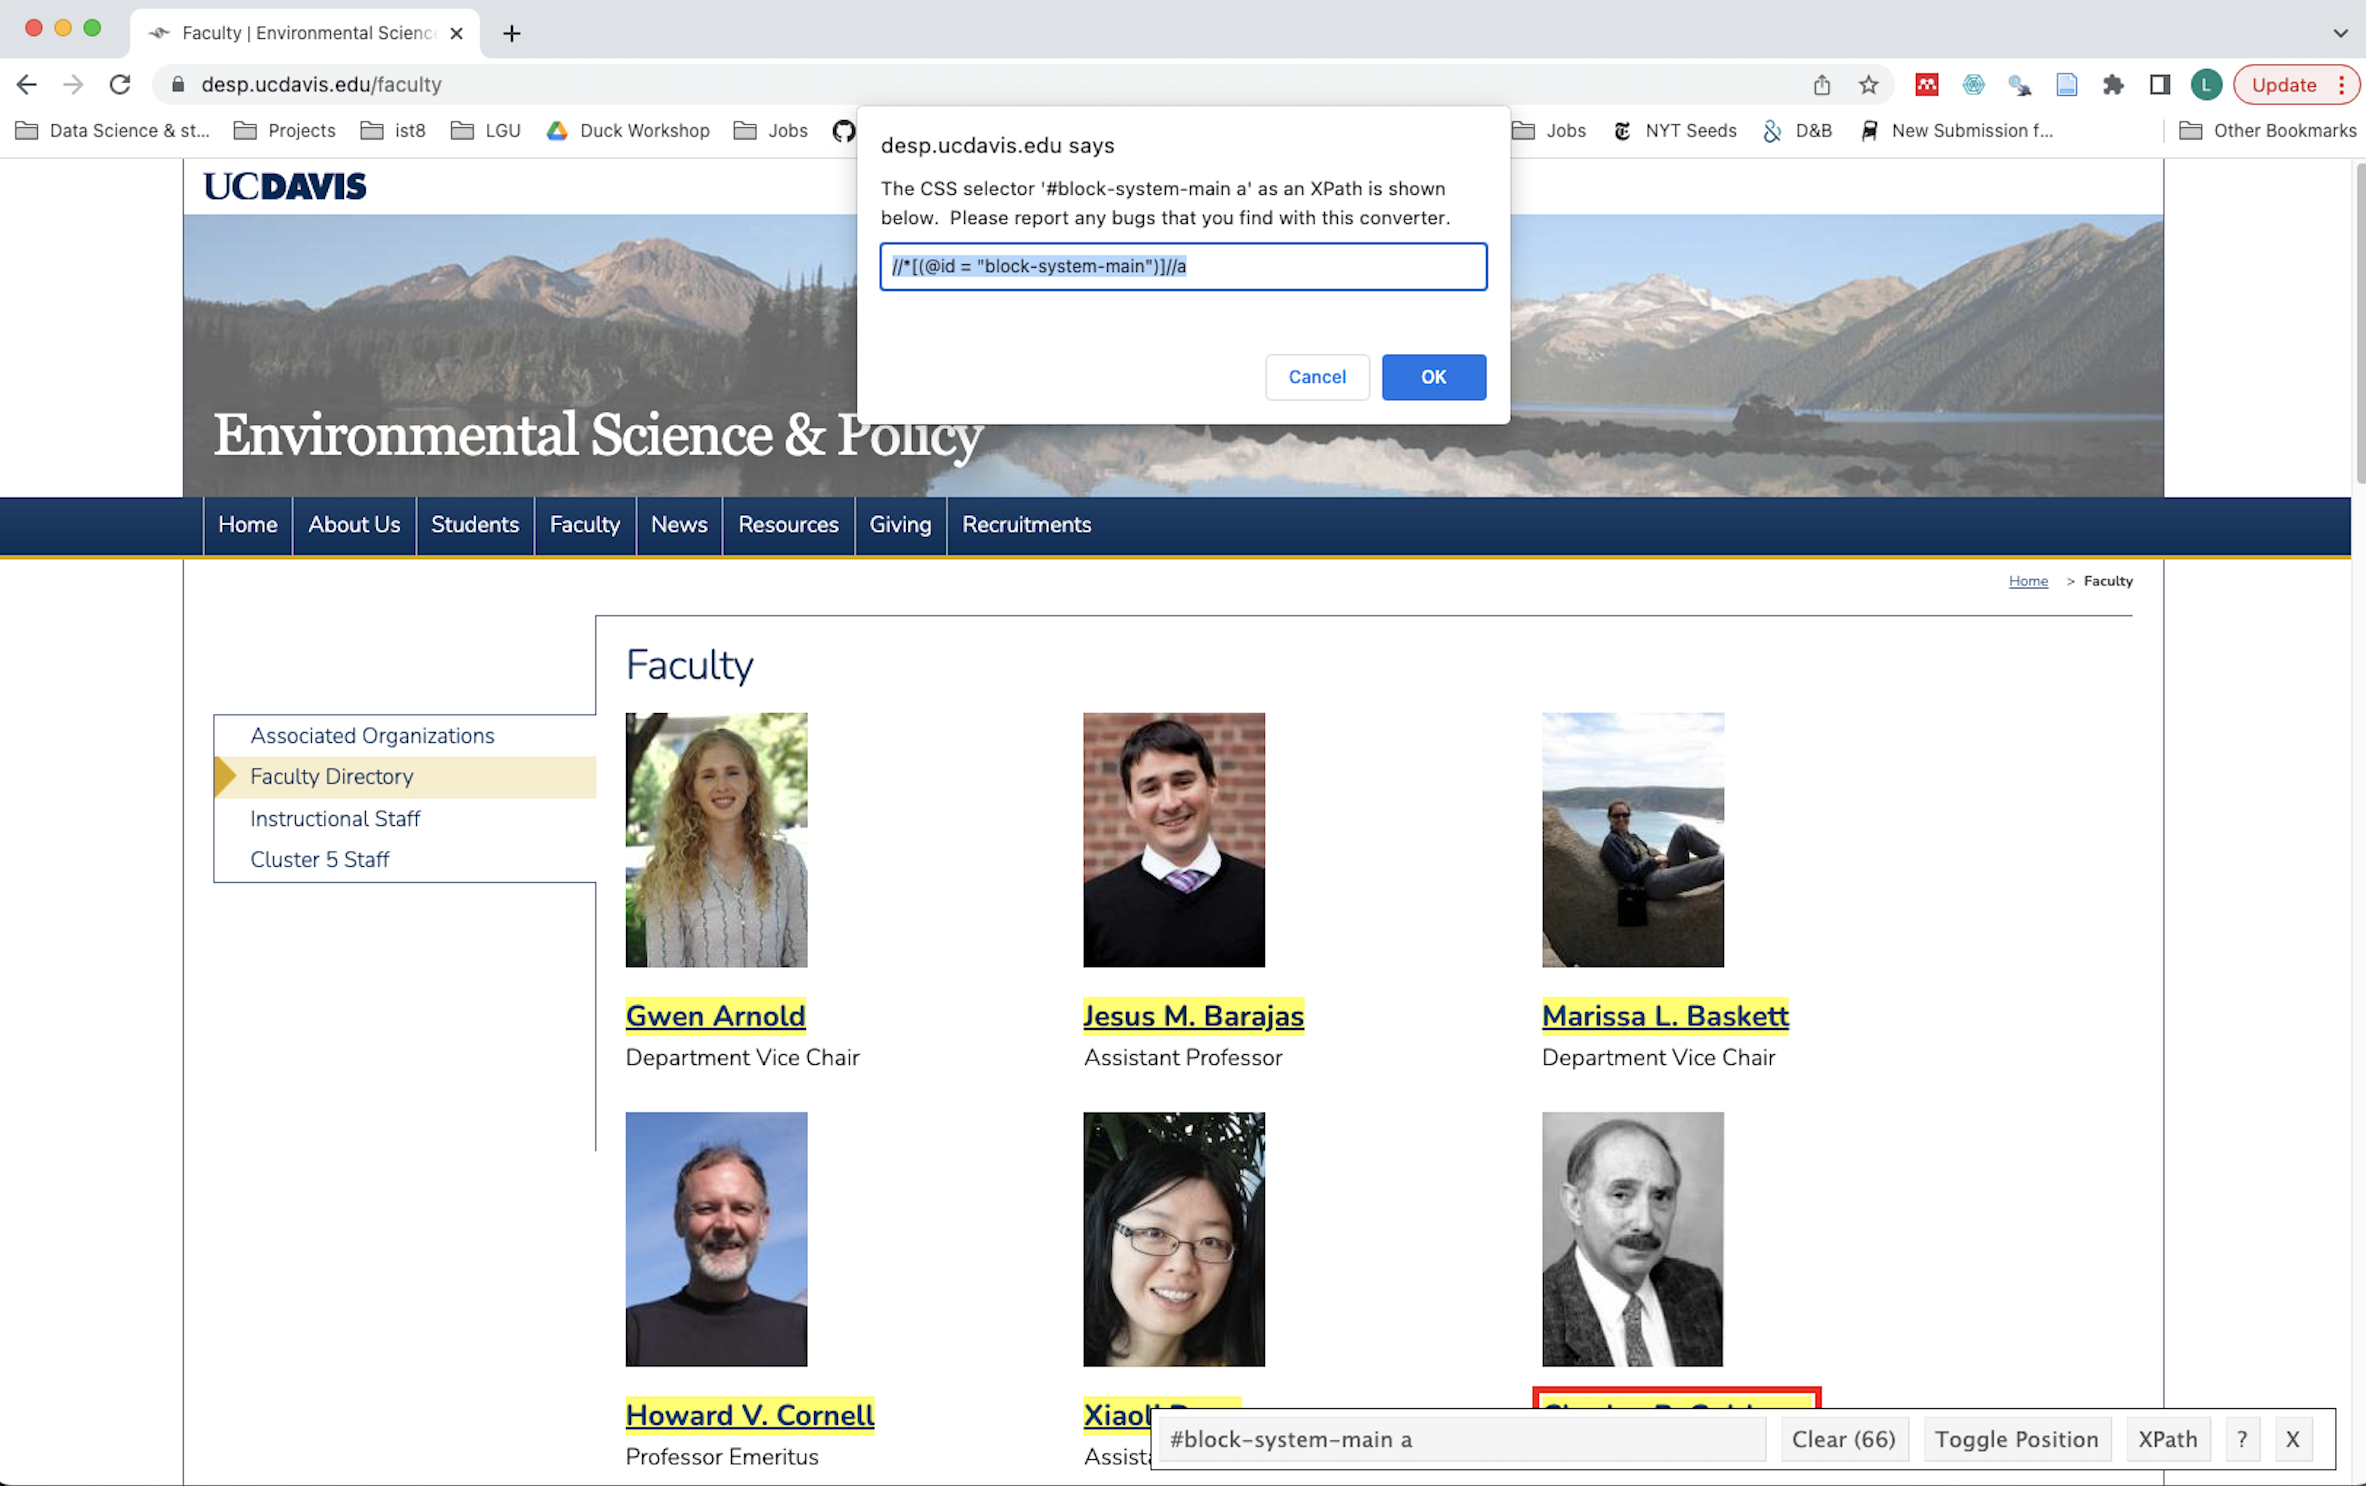 Faculty | Environmental Scienc
desp.ucdavis.edu/faculty
L
Update
Data Science & st...
Projects
ist8
LGU
Duck Workshop
Jobs
Jobs
NYT Seeds
D&B
New Submission f...
Other Bookmarks
desp.ucdavis.edu says
The CSS selector '#block-system-main a' as an XPath is shown
below.  Please report any bugs that you find with this converter.
//*[(@id = "block-system-main")]//a
Cancel
OK
UCDAVIS
Environmental Science & Policy
Home
About Us
Students
Faculty
News
Resources
Giving
Recruitments
Home > Faculty
Faculty
Associated Organizations
Faculty Directory
Instructional Staff
Cluster 5 Staff
Gwen Arnold
Department Vice Chair
Jesus M. Barajas
Assistant Professor
Marissa L. Baskett
Department Vice Chair
Howard V. Cornell
Professor Emeritus
#block-system-main a
Clear (66)
Toggle Position
XPath
?
X